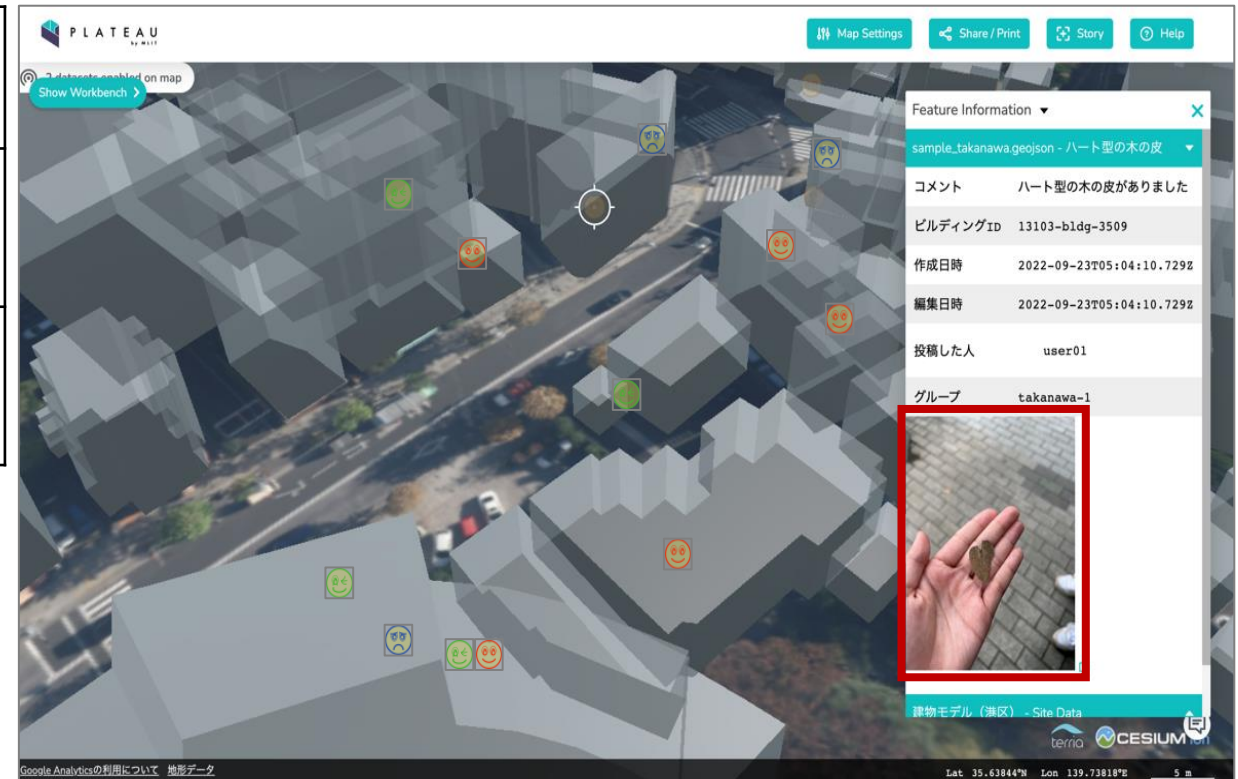 PLATEAU
by MLIT
Map Settings
Share / Print
Story
Help
2 datasets enabled on map
Show Workbench
Feature Information
sample_takanawa.geojson - ハート型の木の皮
コメント ハート型の木の皮がありました
ビルディングID 13103-bldg-3509
作成日時 2022-09-23T05:04:10.729Z
編集日時 2022-09-23T05:04:10.729Z
投稿した人 user01
グループ takanawa-1
建物モデル（港区） - Site Data
terria CESIUM ion
Google Analyticsの利用について 地形データ
Lat 35.63844°N Lon 139.73818°E 5 m